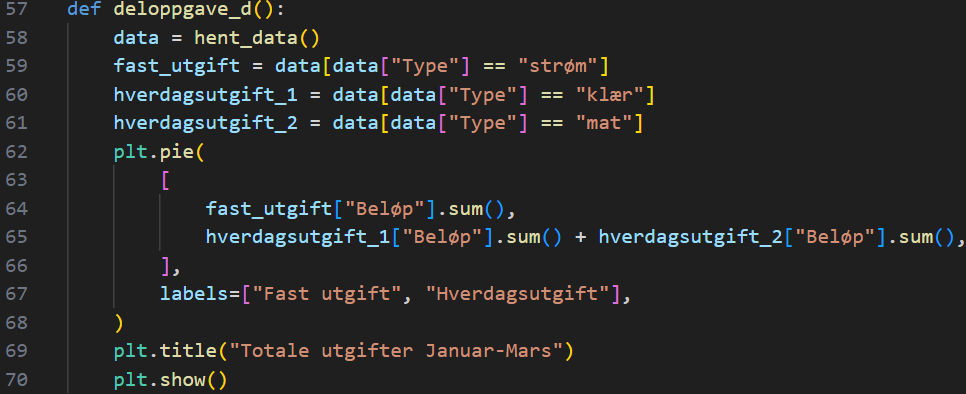 57 def deloppgave_d():
58     data = hent_data()
59     fast_utgift = data[data["Type"] == "strøm"]
60     hverdagsutgift_1 = data[data["Type"] == "klær"]
61     hverdagsutgift_2 = data[data["Type"] == "mat"]
62     plt.pie(
63         [
64             fast_utgift["Beløp"].sum(),
65             hverdagsutgift_1["Beløp"].sum() + hverdagsutgift_2["Beløp"].sum(),
66         ],
67         labels=["Fast utgift", "Hverdagsutgift"],
68     )
69     plt.title("Totale utgifter Januar-Mars")
70     plt.show()